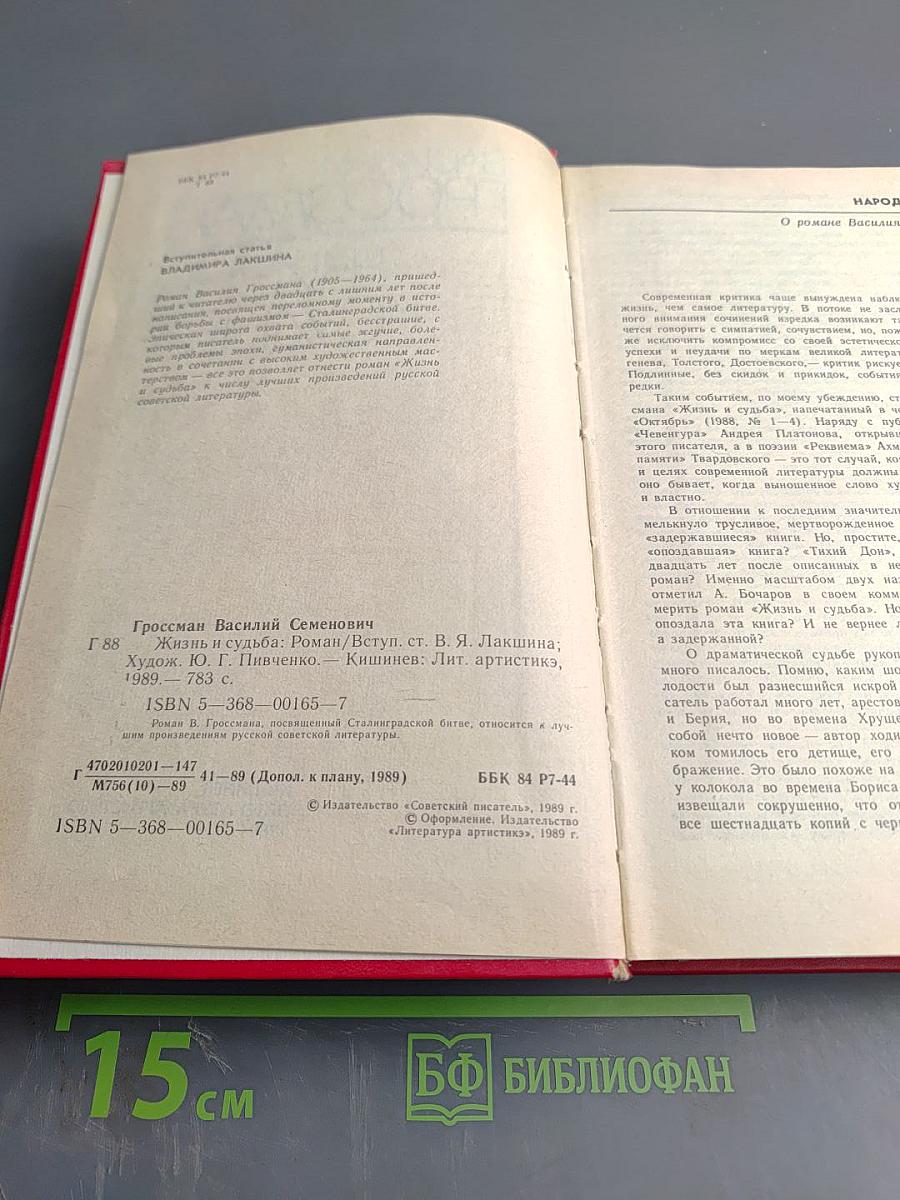 ББК 84 Р7-44
Г 88
Вступительная статья
ВЛАДИМИРА ЛАКШИНА
Роман Василия Гроссмана (1905—1964), пришед-
ший к читателю через двадцать с лишним лет после
написания, посвящен переломному моменту в исто-
рии борьбы с фашизмом — Сталинградской битве.
Эпическая широта охвата событий, бесстрашие, с
которым писатель поднимает самые жгучие, боле-
вые проблемы эпохи, гуманистическая направлен-
ность в сочетании с высоким художественным мас-
терством — все это позволяет отнести роман «Жизнь
и судьба» к числу лучших произведений русской
советской литературы.
Гроссман Василий Семенович
Г 88 Жизнь и судьба: Роман/Вступ. ст. В. Я. Лакшина;
Худож. Ю. Г. Пивченко.— Кишинев: Лит. артистикэ,
1989.— 783 с.
ISBN 5—368—00165—7
Роман В. Гроссмана, посвященный Сталинградской битве, относится к луч-
шим произведениям русской советской литературы.
Г 4702010201—147
М756(10)—89
41—89 (Допол. к плану, 1989)
ББК 84 Р7-44
© Издательство «Советский писатель», 1989 г.
© Оформление. Издательство
«Литература артистикэ», 1989 г.
ISBN 5—368—00165—7
НАРОД
О романе Василия
Современная критика чаще вынуждена наблю
жизнь, чем самое литературу. В потоке не засл
ного внимания сочинений изредка возникают та
чется говорить с симпатией, сочувствием, но, пож
же исключить компромисс со своей эстетическо
успехи и неудачи по меркам великой литерат
генева, Толстого, Достоевского,— критик рискуе
Подлинные, без скидок и прикидок, события
редки.
Таким событием, по моему убеждению, ст
смана «Жизнь и судьба», напечатанный в че
«Октябрь» (1988, № 1—4). Наряду с пуб
«Чевенгура» Андрея Платонова, открывш
этого писателя, а в поэзии «Реквиема» Ахм
памяти» Твардовского — это тот случай, ко
и целях современной литературы должны
оно бывает, когда выношенное слово ху
и властно.
В отношении к последним значитель
мелькнуло трусливое, мертворожденное
«задержавшиеся» книги. Но, простите,
«опоздавшая» книга? «Тихий Дон»,
двадцать лет после описанных в не
роман? Именно масштабом двух на
отметил А. Бочаров в своем комм
мерить роман «Жизнь и судьба». Но
опоздала эта книга? И не вернее л
а задержанной?
О драматической судьбе рукоп
много писалось. Помню, каким шо
лодости был разнесшийся искрой
сатель работал много лет, арестов
и Берия, но во времена Хруще
собой нечто новое — автор ходи
ком томилось его детище, его
бражение. Это было похоже на
у колокола во времена Бориса
извещали сокрушенно, что от
все шестнадцать копий с черн
15 см
БФ БИБЛИОФАН